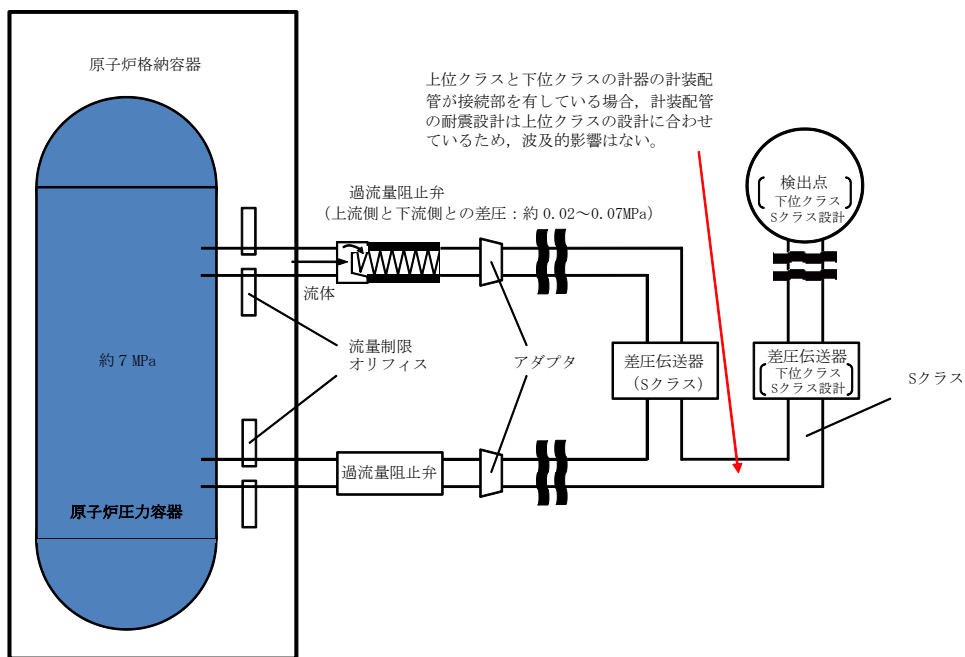 原子炉格納容器
上位クラスと下位クラスの計器の計装配
管が接続部を有している場合，計装配管
の耐震設計は上位クラスの設計に合わせ
ているため，波及的影響はない。
過流量阻止弁
（上流側と下流側との差圧：約 0.02～0.07MPa）
検出点
下位クラス
Sクラス設計
流体
約７MPa
流量制限
オリフィス
アダプタ
差圧伝送器
（Sクラス）
差圧伝送器
下位クラス
Sクラス設計
Sクラス
過流量阻止弁
原子炉圧力容器